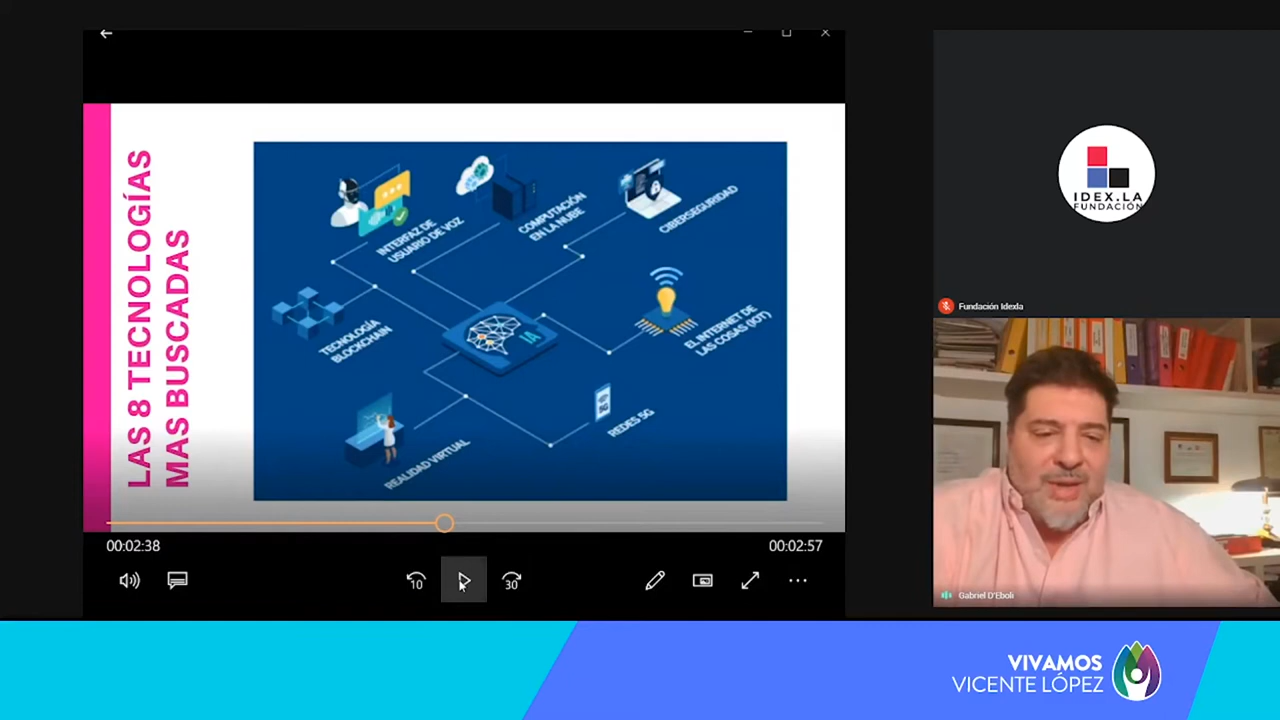 LAS 8 TECNOLOGÍAS
MAS BUSCADAS
INTERFAZ DE
USUARIO DE VOZ
COMPUTACIÓN
EN LA NUBE
CIBERSEGURIDAD
TECNOLOGÍA
BLOCKCHAIN
IA
EL INTERNET DE
LAS COSAS (IOT)
REDES 5G
5G
REALIDAD VIRTUAL
00:02:38
00:02:57
10
30
IDEX.LA
FUNDACIÓN
Fundación Idexla
Gabriel D'Eboli
VIVAMOS
VICENTE LÓPEZ